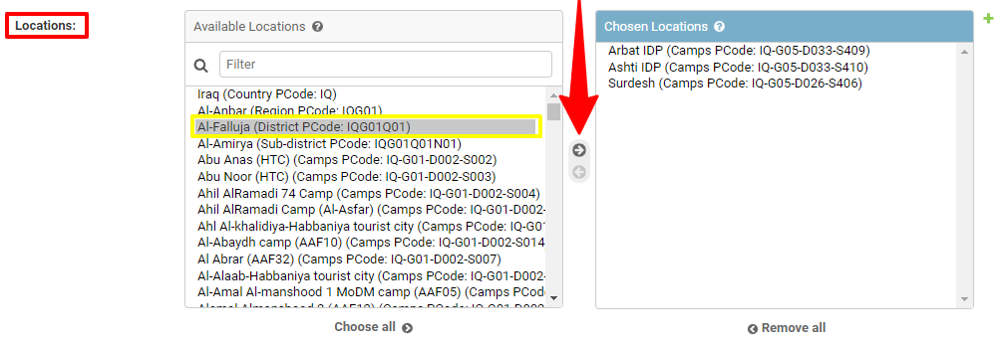 Locations:
Available Locations
Filter
Iraq (Country PCode: IQ)
Al-Anbar (Region PCode: IQG01)
Al-Falluja (District PCode: IQG01Q01)
Al-Amirya (Sub-district PCode: IQG01Q01N01)
Abu Anas (HTC) (Camps PCode: IQ-G01-D002-S002)
Abu Noor (HTC) (Camps PCode: IQ-G01-D002-S003)
Ahil AlRamadi 74 Camp (Camps PCode: IQ-G01-D002-S004)
Ahil AlRamadi Camp (Al-Asfar) (Camps PCode: IQ-G01-D002-
Ahl Al-khalidiya-Habbaniya tourist city (Camps PCode: IQ-G
Al-Abaydh camp (AAF10) (Camps PCode: IQ-G01-D002-S014
Al Abrar (AAF32) (Camps PCode: IQ-G01-D002-S007)
Al-Alaab-Habbaniya tourist city (Camps PCode: IQ-G01-D002-
Al-Amal Al-manshood 1 MoDM camp (AAF05) (Camps PCode
Choose all
Chosen Locations
Arbat IDP (Camps PCode: IQ-G05-D033-S409)
Ashti IDP (Camps PCode: IQ-G05-D033-S410)
Surdesh (Camps PCode: IQ-G05-D026-S406)
Remove all